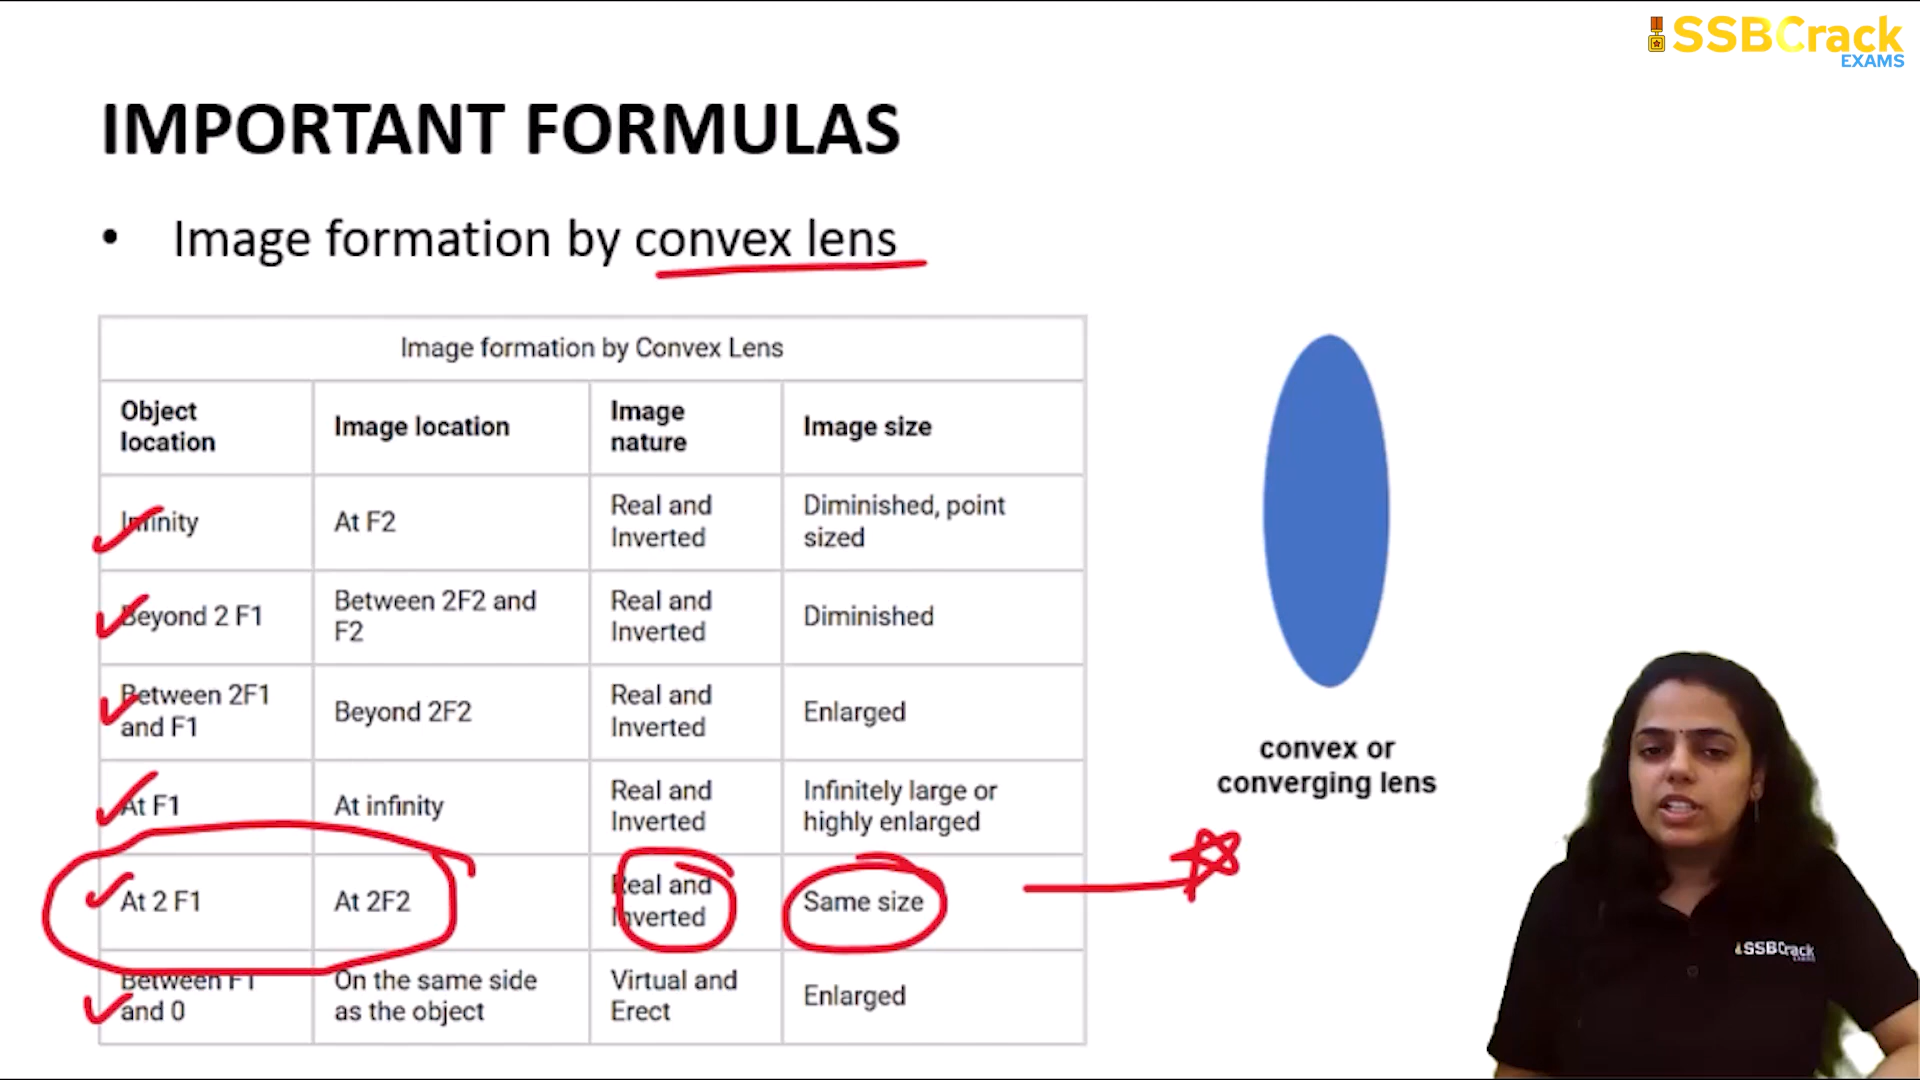 SSBCrack
EXAMS
IMPORTANT FORMULAS
• Image formation by convex lens
Image formation by Convex Lens
Object location
Image location
Image nature
Image size
Infinity
At F2
Real and Inverted
Diminished, point sized
Beyond 2 F1
Between 2F2 and F2
Real and Inverted
Diminished
Between 2F1 and F1
Beyond 2F2
Real and Inverted
Enlarged
At F1
At infinity
Real and Inverted
Infinitely large or highly enlarged
At 2 F1
At 2F2
Real and Inverted
Same size
Between F1 and 0
On the same side as the object
Virtual and Erect
Enlarged
convex or
converging lens
SSBCrack
EXAMS